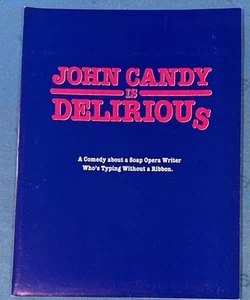 JOHN CANDY
IS
DELIRIOUS
A Comedy about a Soap Opera Writer
Who's Typing Without a Ribbon.